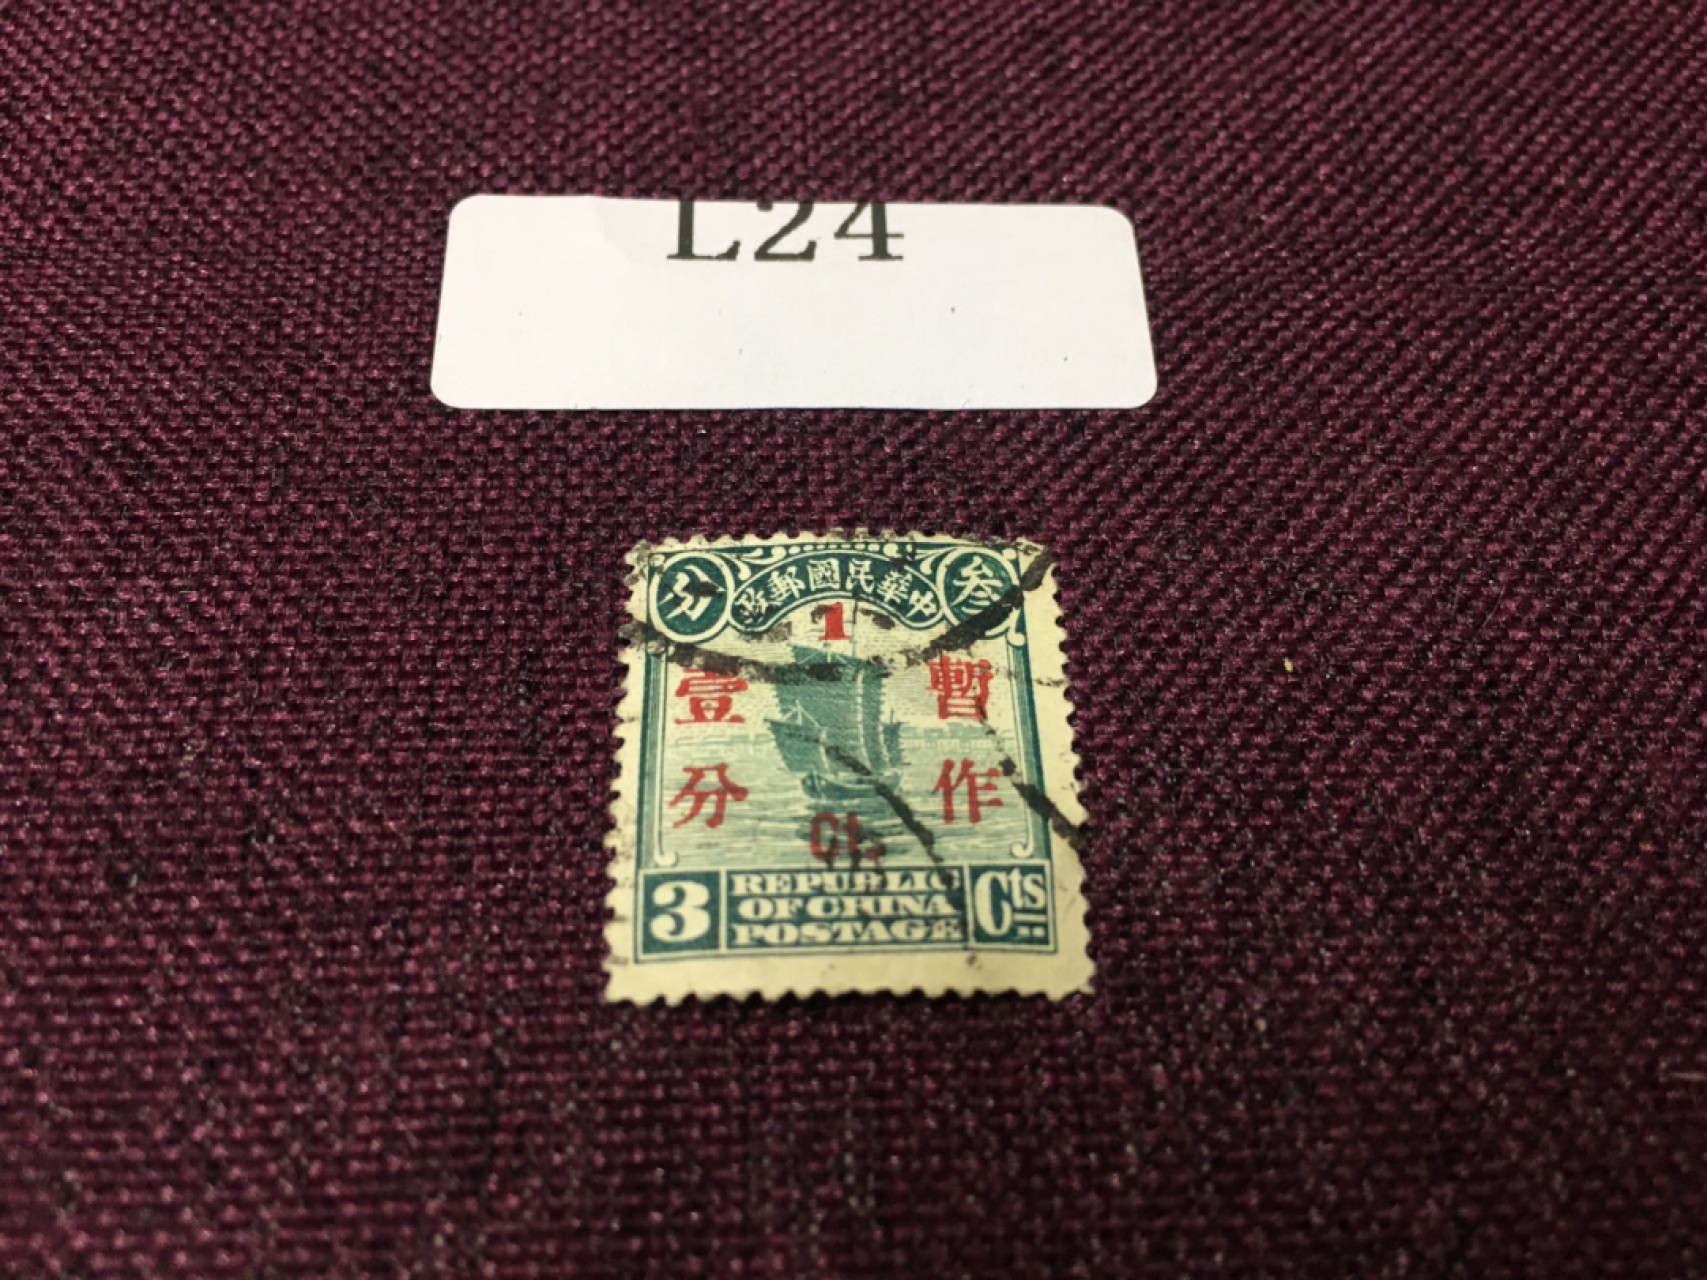 L24
分 中華民國郵政 叁
1
壹 暫
分 作
Ct.
3 REPUBLIC Cts
OF CHINA
POSTAGE